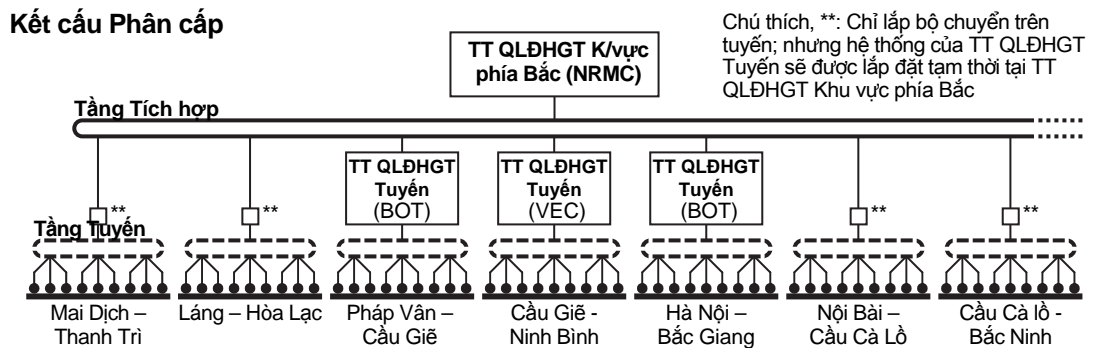 Kết cấu Phân cấp
Chú thích, **: Chỉ lắp bộ chuyển trên
tuyến; nhưng hệ thống của TT QLĐHGT
Tuyến sẽ được lắp đặt tạm thời tại TT
QLĐHGT Khu vực phía Bắc
TT QLĐHGT K/vực
phía Bắc (NRMC)
Tầng Tích hợp
TT QLĐHGT
Tuyến
(BOT)
TT QLĐHGT
Tuyến
(VEC)
TT QLĐHGT
Tuyến
(BOT)
** ** ** **
Tầng Tuyến
Mai Dịch –
Thanh Trì
Láng – Hòa Lạc
Pháp Vân –
Cầu Giẽ
Cầu Giẽ -
Ninh Bình
Hà Nội –
Bắc Giang
Nội Bài –
Cầu Cà Lồ
Cầu Cà lồ -
Bắc Ninh